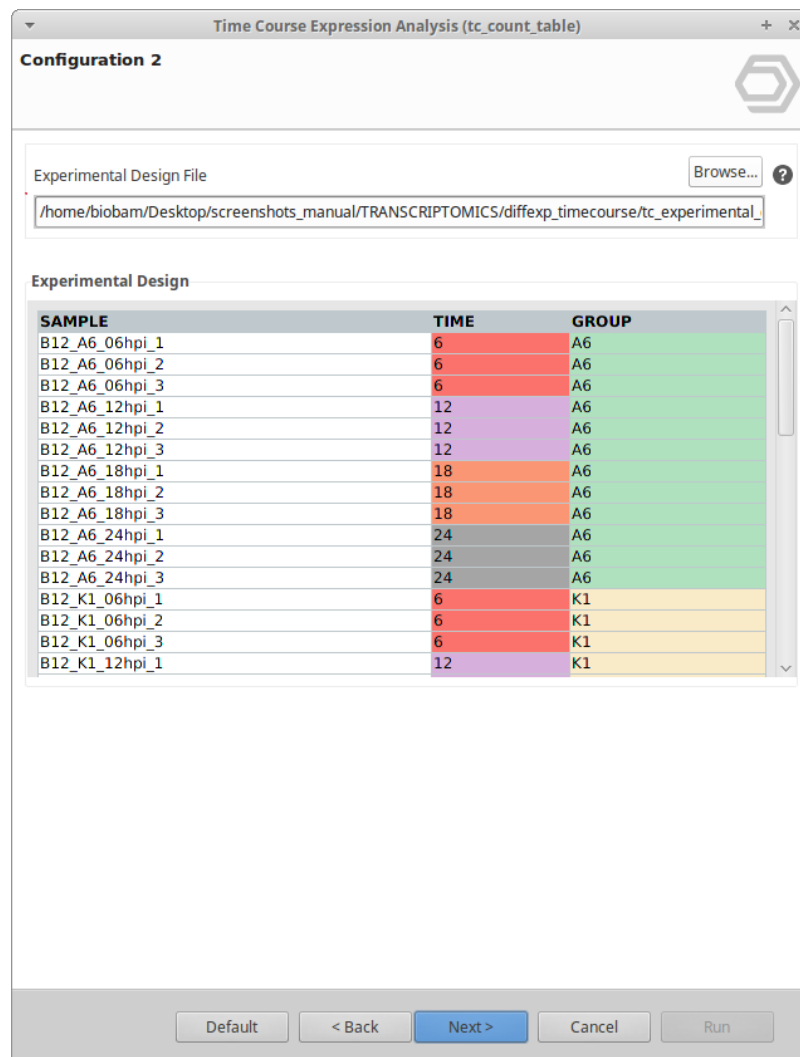 Time Course Expression Analysis (tc_count_table)
Configuration 2
Experimental Design File
Browse...
?
/home/biobam/Desktop/screenshots_manual/TRANSCRIPTOMICS/diffexp_timecourse/tc_experimental_
Experimental Design
SAMPLE TIME GROUP
B12_A6_06hpi_1 6 A6
B12_A6_06hpi_2 6 A6
B12_A6_06hpi_3 6 A6
B12_A6_12hpi_1 12 A6
B12_A6_12hpi_2 12 A6
B12_A6_12hpi_3 12 A6
B12_A6_18hpi_1 18 A6
B12_A6_18hpi_2 18 A6
B12_A6_18hpi_3 18 A6
B12_A6_24hpi_1 24 A6
B12_A6_24hpi_2 24 A6
B12_A6_24hpi_3 24 A6
B12_K1_06hpi_1 6 K1
B12_K1_06hpi_2 6 K1
B12_K1_06hpi_3 6 K1
B12_K1_12hpi_1 12 K1
Default < Back Next > Cancel Run